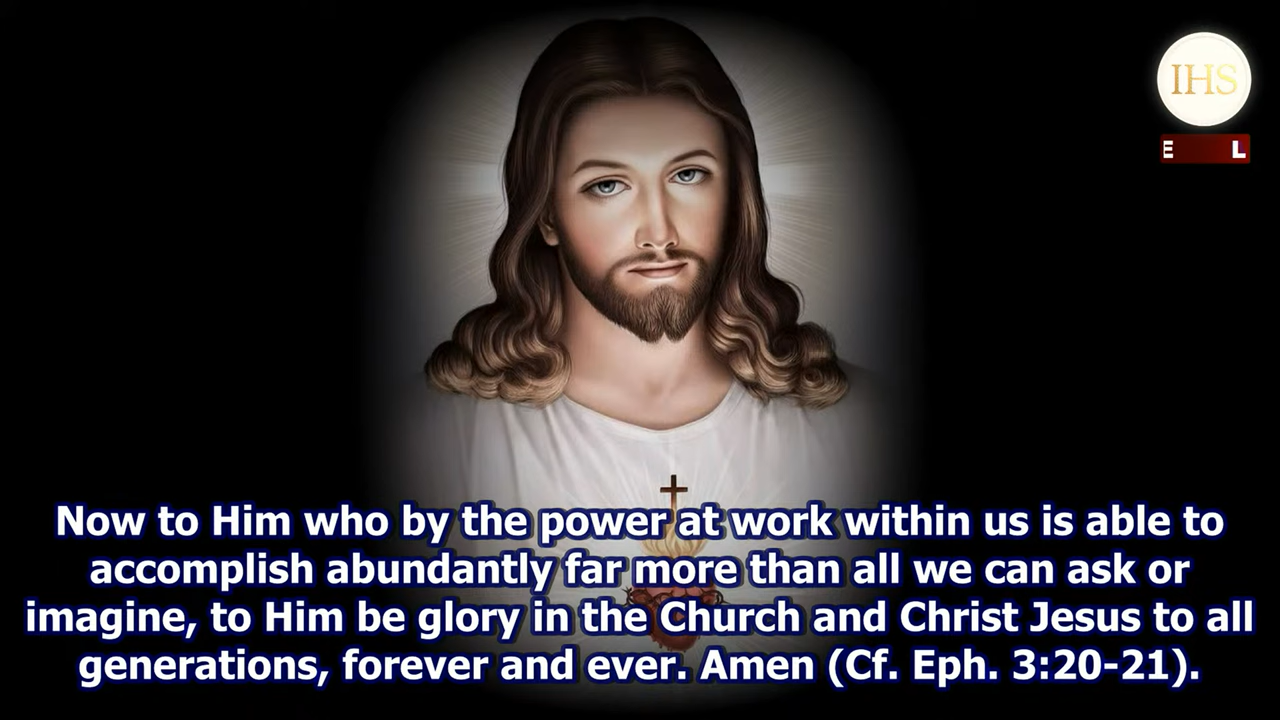 IHS
E L
Now to Him who by the power at work within us is able to
accomplish abundantly far more than all we can ask or
imagine, to Him be glory in the Church and Christ Jesus to all
generations, forever and ever. Amen (Cf. Eph. 3:20-21).